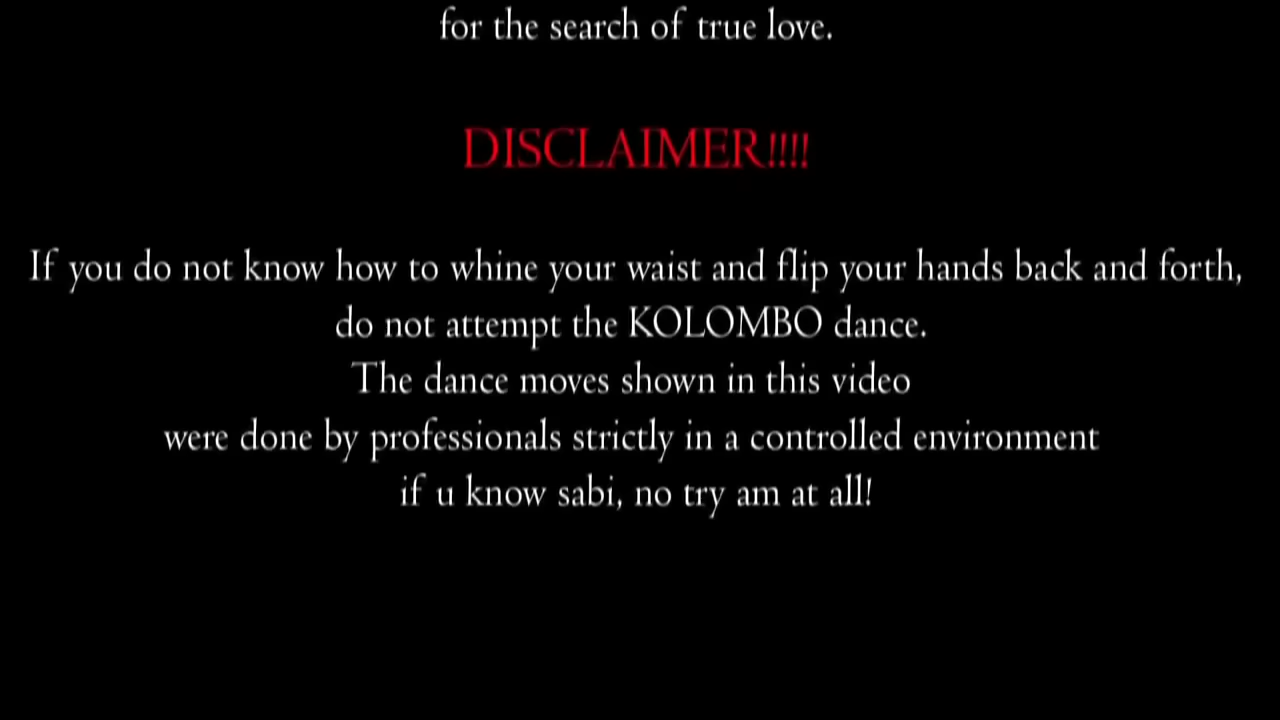 for the search of true love.
DISCLAIMER!!!!
If you do not know how to whine your waist and flip your hands back and forth,
do not attempt the KOLOMBO dance.
The dance moves shown in this video
were done by professionals strictly in a controlled environment
if u know sabi, no try am at all!